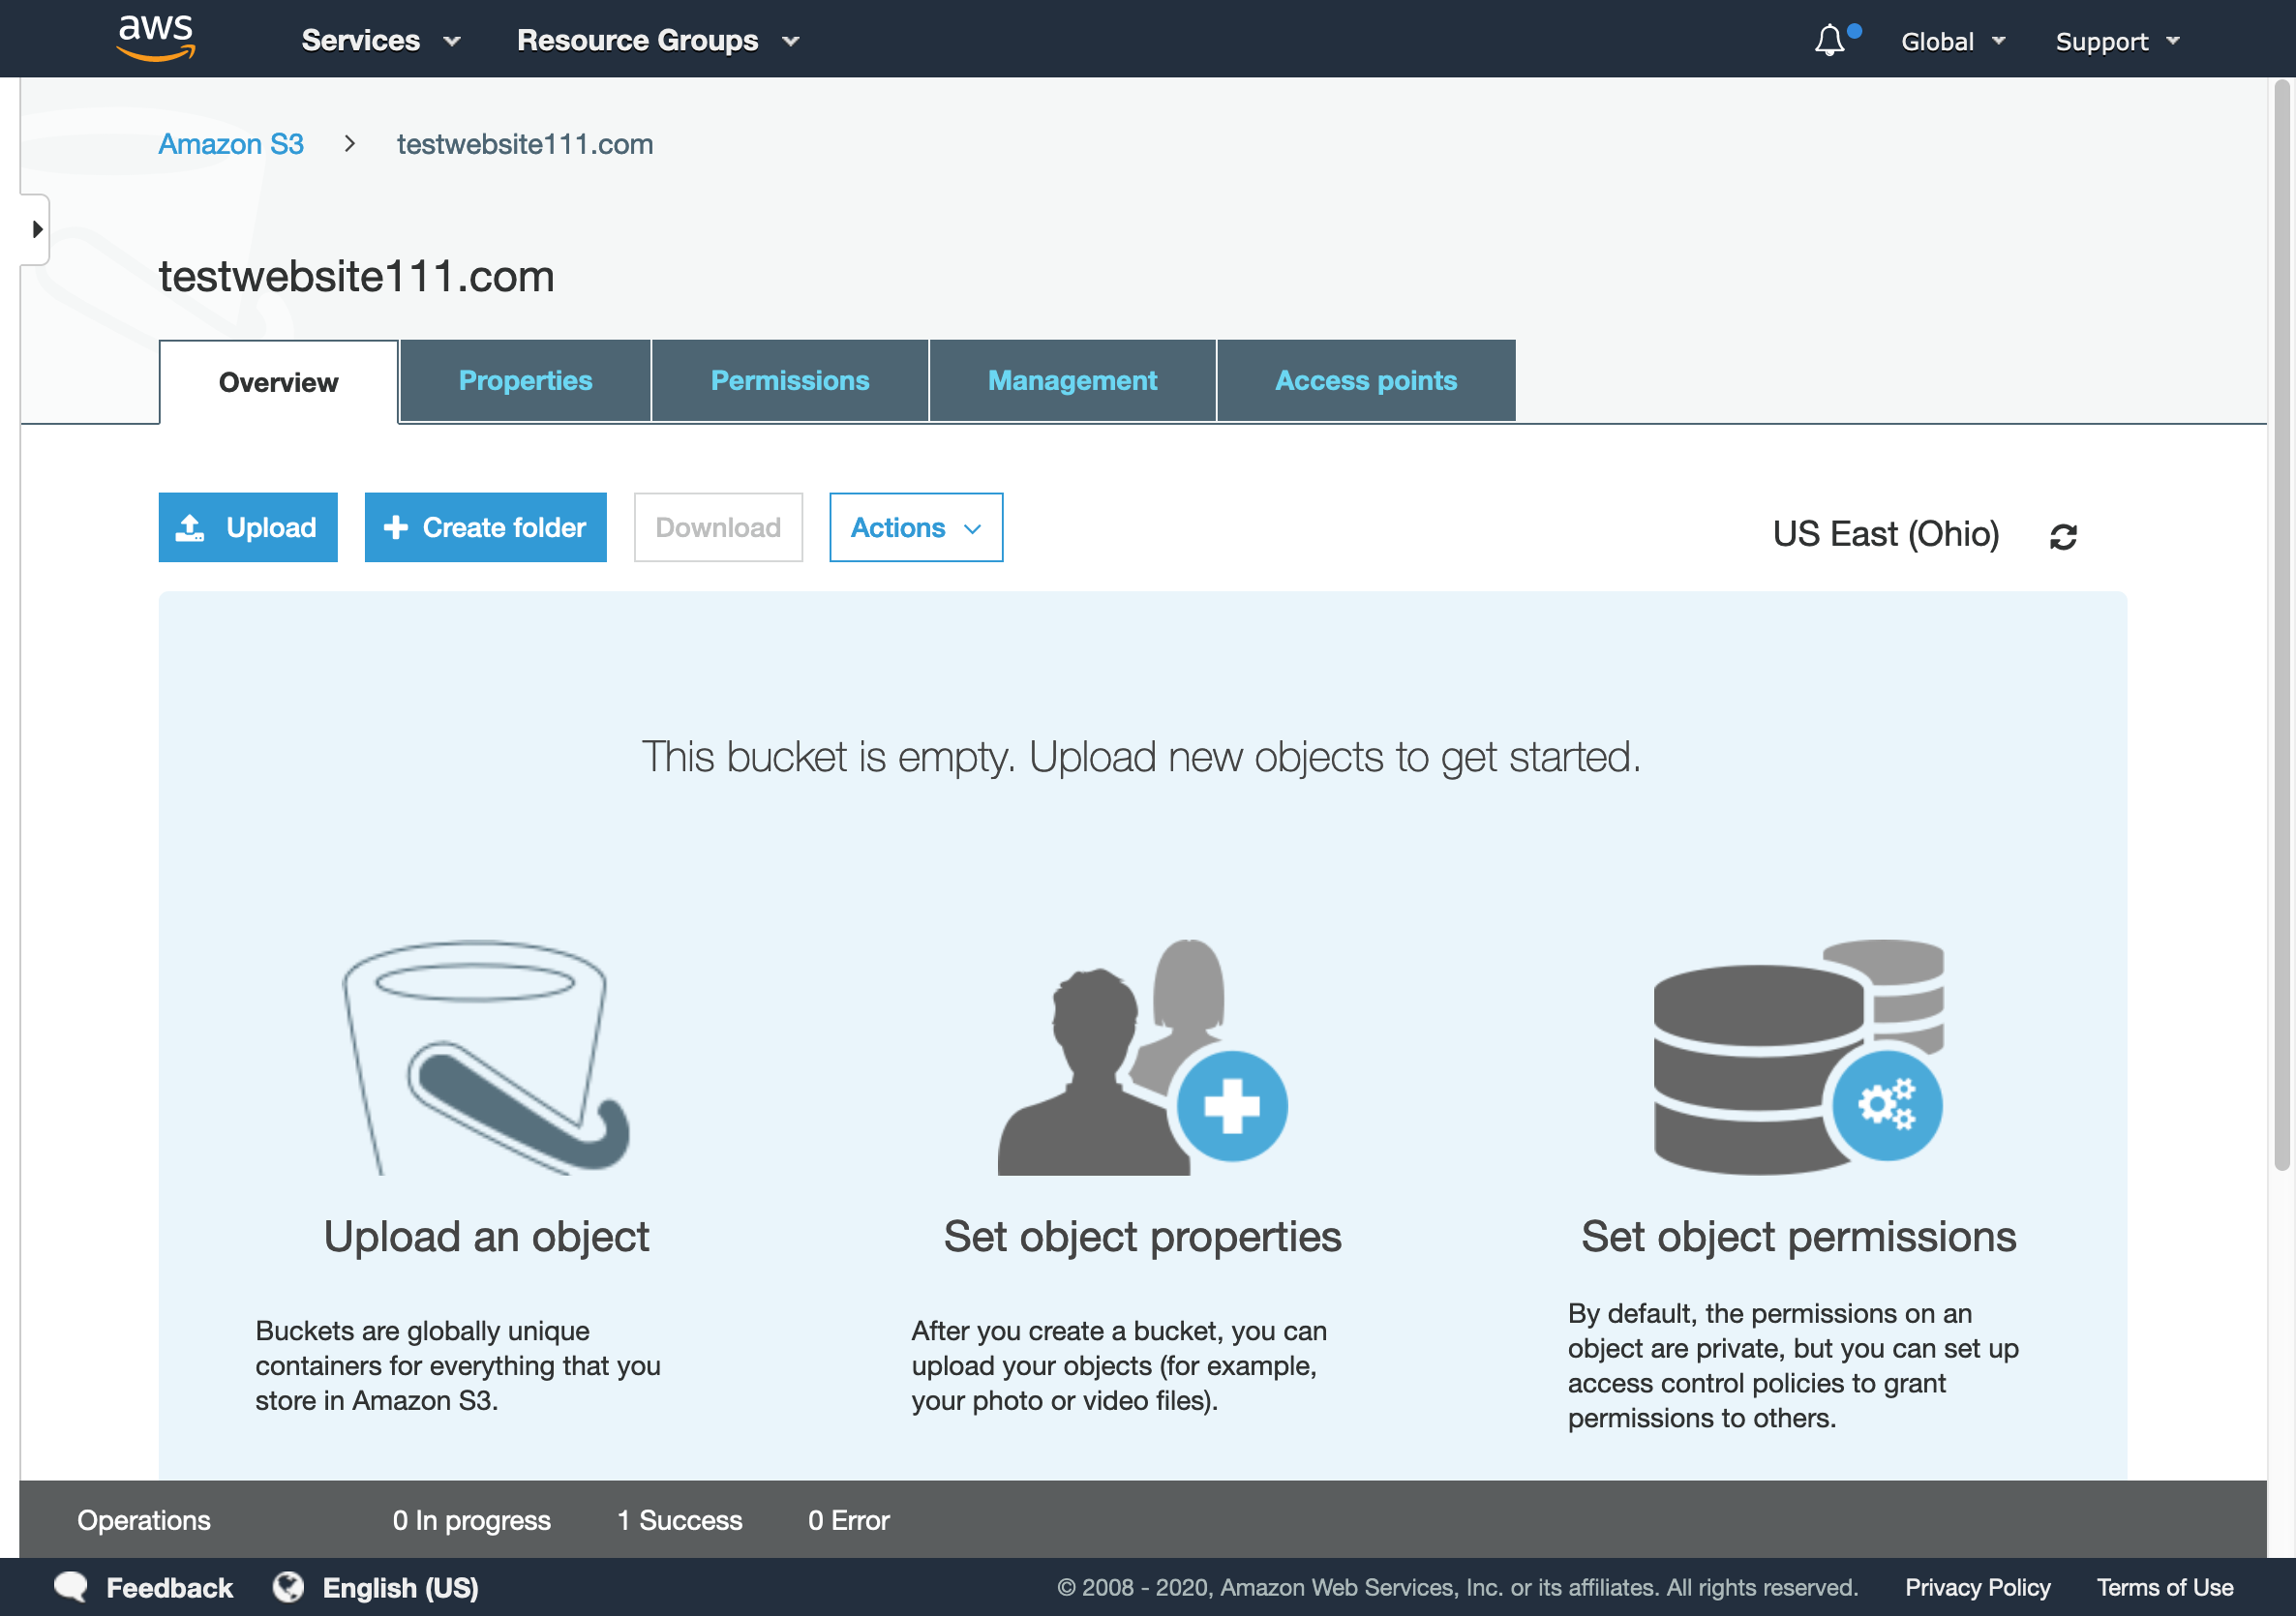 aws Services Resource Groups Global Support
Amazon S3 > testwebsite111.com
testwebsite111.com
Overview Properties Permissions Management Access points
Upload Create folder Download Actions US East (Ohio)
This bucket is empty. Upload new objects to get started.
Upload an object
Buckets are globally unique
containers for everything that you
store in Amazon S3.
Set object properties
After you create a bucket, you can
upload your objects (for example,
your photo or video files).
Set object permissions
By default, the permissions on an
object are private, but you can set up
access control policies to grant
permissions to others.
Operations 0 In progress 1 Success 0 Error
Feedback English (US) © 2008 - 2020, Amazon Web Services, Inc. or its affiliates. All rights reserved. Privacy Policy Terms of Use